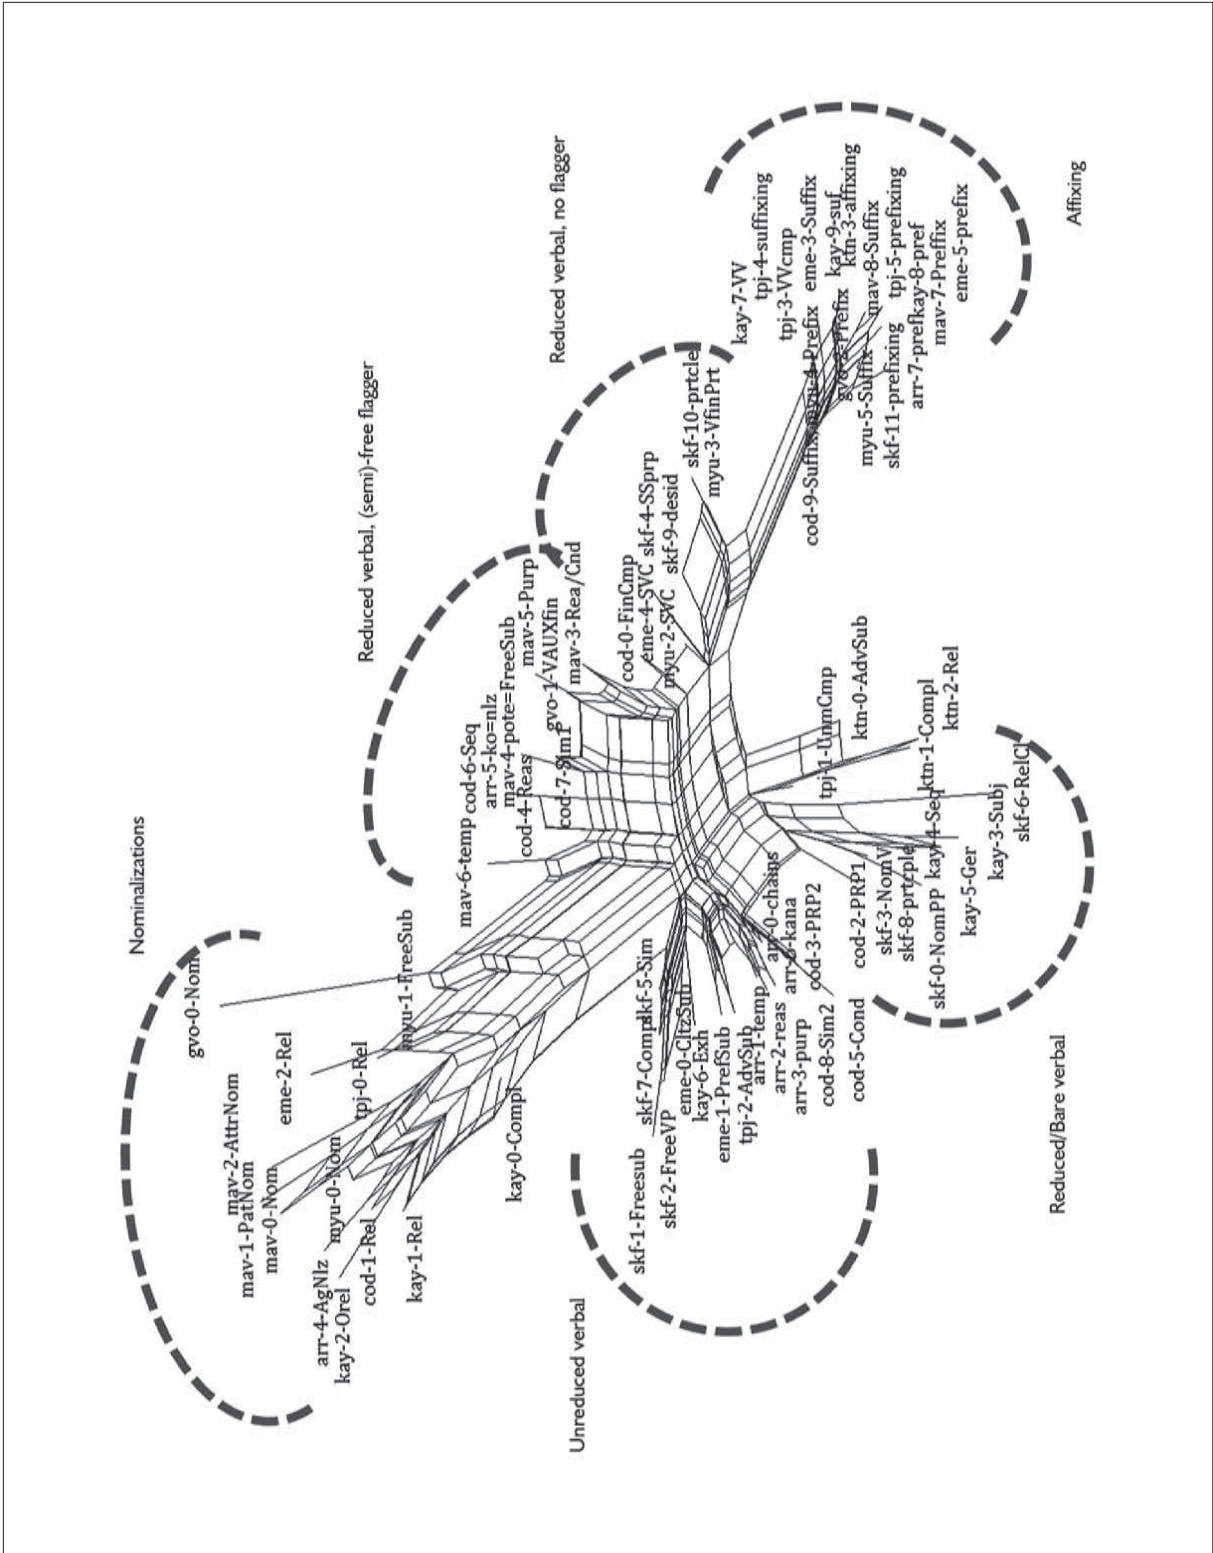 Nominalizations
gvo-0-Nom
eme-2-Rel
mav-2-AttrNom
mav-1-PatNom
mav-0-Nom
tpj-0-Rel
myu-1-FreeSub
myu-0-Nom
arr-4-AgNlz
kay-2-Orel
cod-1-Rel
kay-1-Rel
kay-0-Compl
Reduced verbal, (semi)-free flagger
mav-6-temp
cod-6-Seq
arr-5-ko=nlz
mav-4-pote=FreeSub
cod-4-Reas
mav-5-Purp
gvo-1-VAUXfin
cod-7-Sim1
mav-3-Rea/Cnd
Reduced verbal, no flagger
cod-0-FinCmp
eme-4-SVC
skf-4-SSprp
myu-2-SVC
skf-9-desid
skf-10-prtcle
myu-3-VfinPrt
Affixing
kay-7-VV
tpj-4-suffixing
tpj-3-VVcmp
eme-3-Suffix
cod-9-Suffix
myu-4-Prefix
kay-9-suf
ktn-3-affixing
gvo-2-Prefix
mav-8-Suffix
myu-5-Suffix
tpj-5-prefixing
skf-11-prefixing
arr-7-pref
kay-8-pref
mav-7-Preffix
eme-5-prefix
Unreduced verbal
skf-1-Freesub
skf-7-Compl
skf-5-Sim
skf-2-FreeVP
eme-0-CltzSub
kay-6-Exh
eme-1-PrefSub
tpj-2-AdvSub
arr-1-temp
arr-0-chains
arr-2-reas
arr-6-kana
arr-3-purp
cod-3-PRP2
cod-8-Sim2
cod-5-Cond
Reduced/Bare verbal
tpj-1-UnmCmp
ktn-0-AdvSub
cod-2-PRP1
skf-3-NomV
skf-8-prtcple
kay-4-Seq
ktn-1-Compl
skf-0-NomPP
ktn-2-Rel
kay-5-Ger
kay-3-Subj
skf-6-RelCl